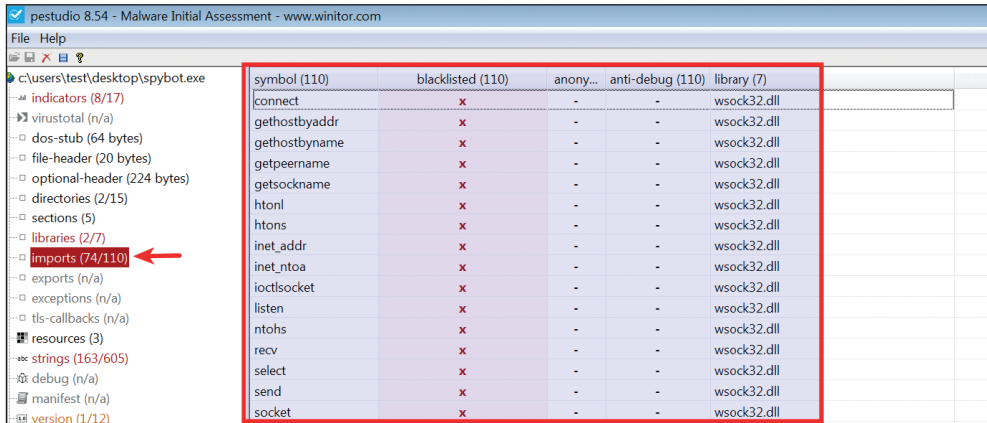 pestudio 8.54 - Malware Initial Assessment - www.winitor.com
File Help
c:\users\test\desktop\spybot.exe
indicators (8/17)
virustotal (n/a)
dos-stub (64 bytes)
file-header (20 bytes)
optional-header (224 bytes)
directories (2/15)
sections (5)
libraries (2/7)
imports (74/110)
exports (n/a)
exceptions (n/a)
tls-callbacks (n/a)
resources (3)
abc strings (163/605)
debug (n/a)
manifest (n/a)
version (1/12)
symbol (110) blacklisted (110) anony... anti-debug (110) library (7)
connect x - - wsock32.dll
gethostbyaddr x - - wsock32.dll
gethostbyname x - - wsock32.dll
getpeername x - - wsock32.dll
getsockname x - - wsock32.dll
htonl x - - wsock32.dll
htons x - - wsock32.dll
inet_addr x - - wsock32.dll
inet_ntoa x - - wsock32.dll
ioctlsocket x - - wsock32.dll
listen x - - wsock32.dll
ntohs x - - wsock32.dll
recv x - - wsock32.dll
select x - - wsock32.dll
send x - - wsock32.dll
socket x - - wsock32.dll